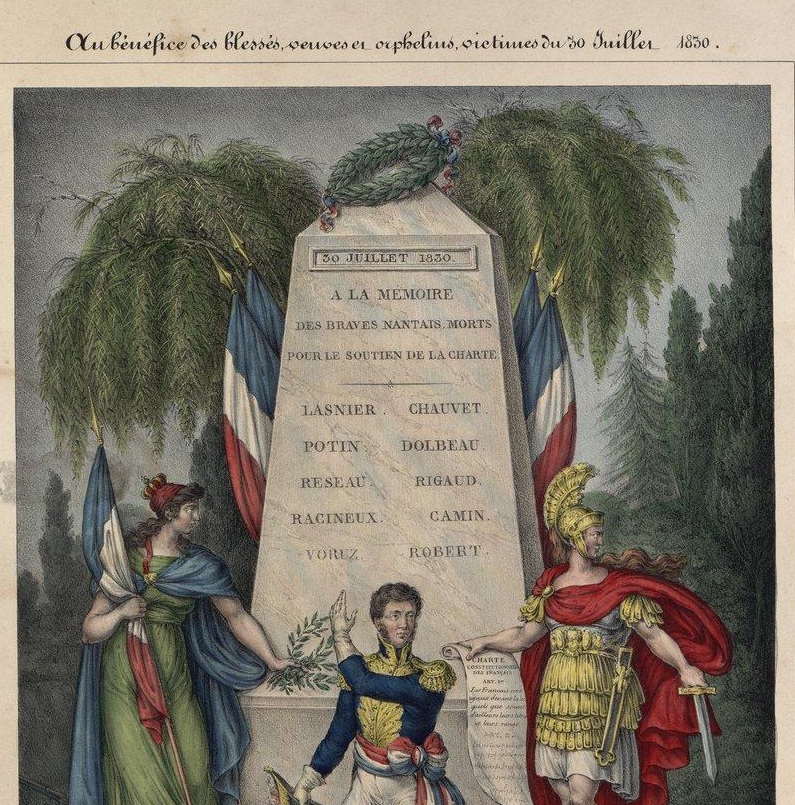 Au bénéfice des blessés, veuves et orphelins, victimes du 30 Juillet 1830.
30 JUILLET 1830.
A LA MEMOIRE
DES BRAVES NANTAIS, MORTS
POUR LE SOUTIEN DE LA CHARTE
LASNIER. CHAUVET.
POTIN. DOLBEAU.
RESEAU. RIGAUD.
RACINEUX. CAMIN.
VORUZ. ROBERT.
CHARTE
CONSTITUTIONNELLE
DES FRANÇAIS
ART. 1er
Les Français sont
égaux devant la loi
quels que soient
d'ailleurs leurs titres
et leurs rangs